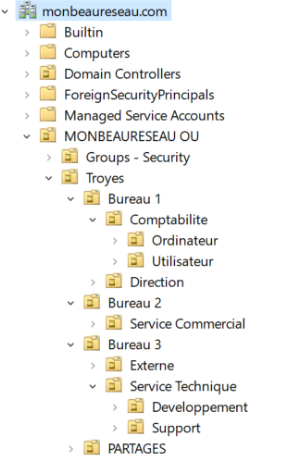 monbeaureseau.com
Builtin
Computers
Domain Controllers
ForeignSecurityPrincipals
Managed Service Accounts
MONBEAURESEAU OU
Groups - Security
Troyes
Bureau 1
Comptabilite
Ordinateur
Utilisateur
Direction
Bureau 2
Service Commercial
Bureau 3
Externe
Service Technique
Developpement
Support
PARTAGES